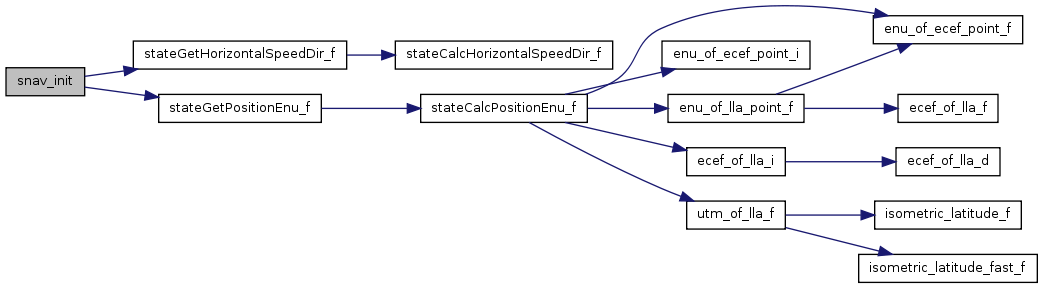 snav_init
stateGetHorizontalSpeedDir_f
stateCalcHorizontalSpeedDir_f
stateGetPositionEnu_f
stateCalcPositionEnu_f
enu_of_ecef_point_f
enu_of_ecef_point_i
enu_of_lla_point_f
ecef_of_lla_f
ecef_of_lla_i
ecef_of_lla_d
utm_of_lla_f
isometric_latitude_f
isometric_latitude_fast_f